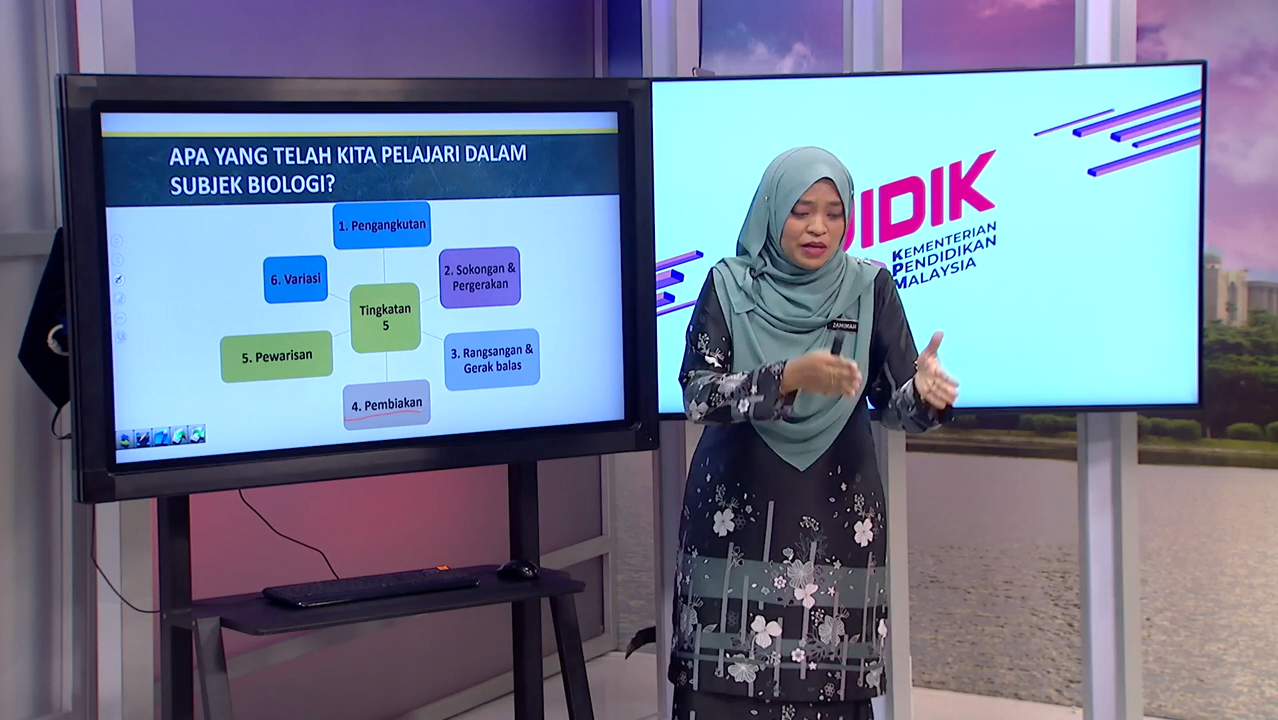 APA YANG TELAH KITA PELAJARI DALAM
SUBJEK BIOLOGI?
1. Pengangkutan
2. Sokongan &
Pergerakan
3. Rangsangan &
Gerak balas
4. Pembiakan
5. Pewarisan
6. Variasi
Tingkatan
5
IDIK
KEMENTERIAN
PENDIDIKAN
MALAYSIA
ZAMIMAH